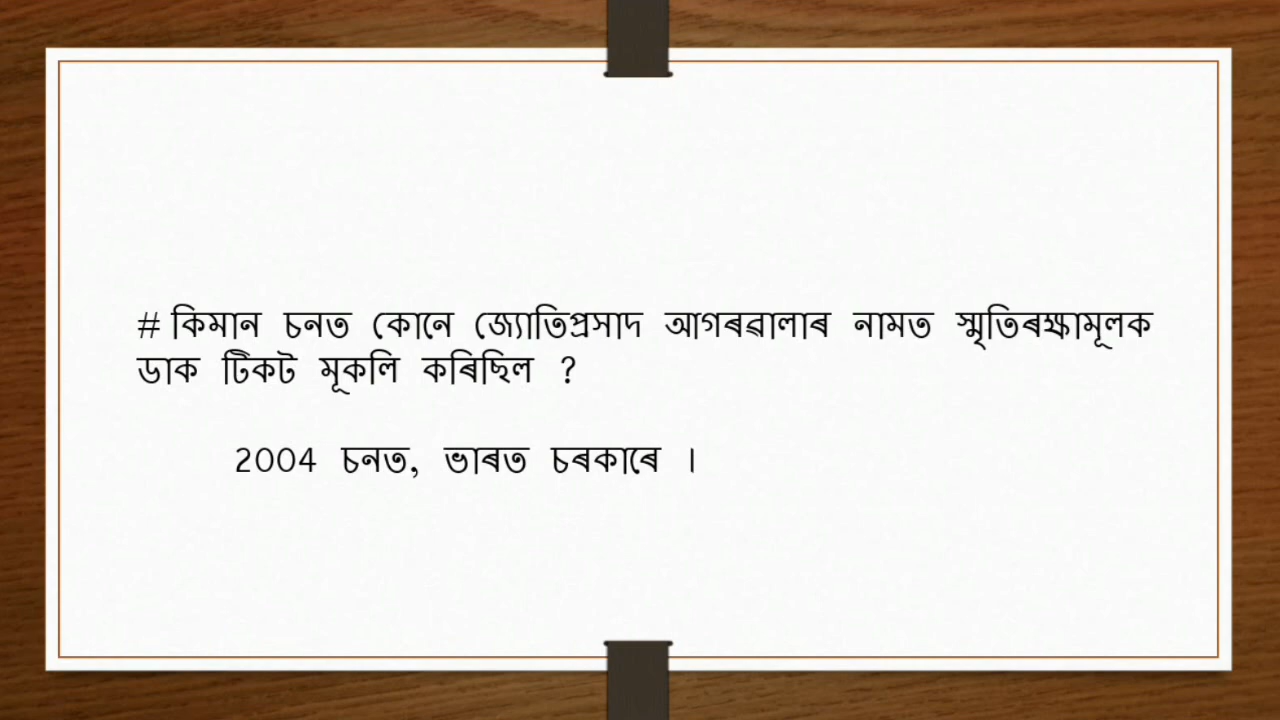 # কিমান চনত কোনে জ্যোতিপ্ৰসাদ আগৰৱালাৰ নামত স্মৃতিৰক্ষামূলক
ডাক টিকট মূকলি কৰিছিল ?
2004 চনত, ভাৰত চৰকাৰে ।